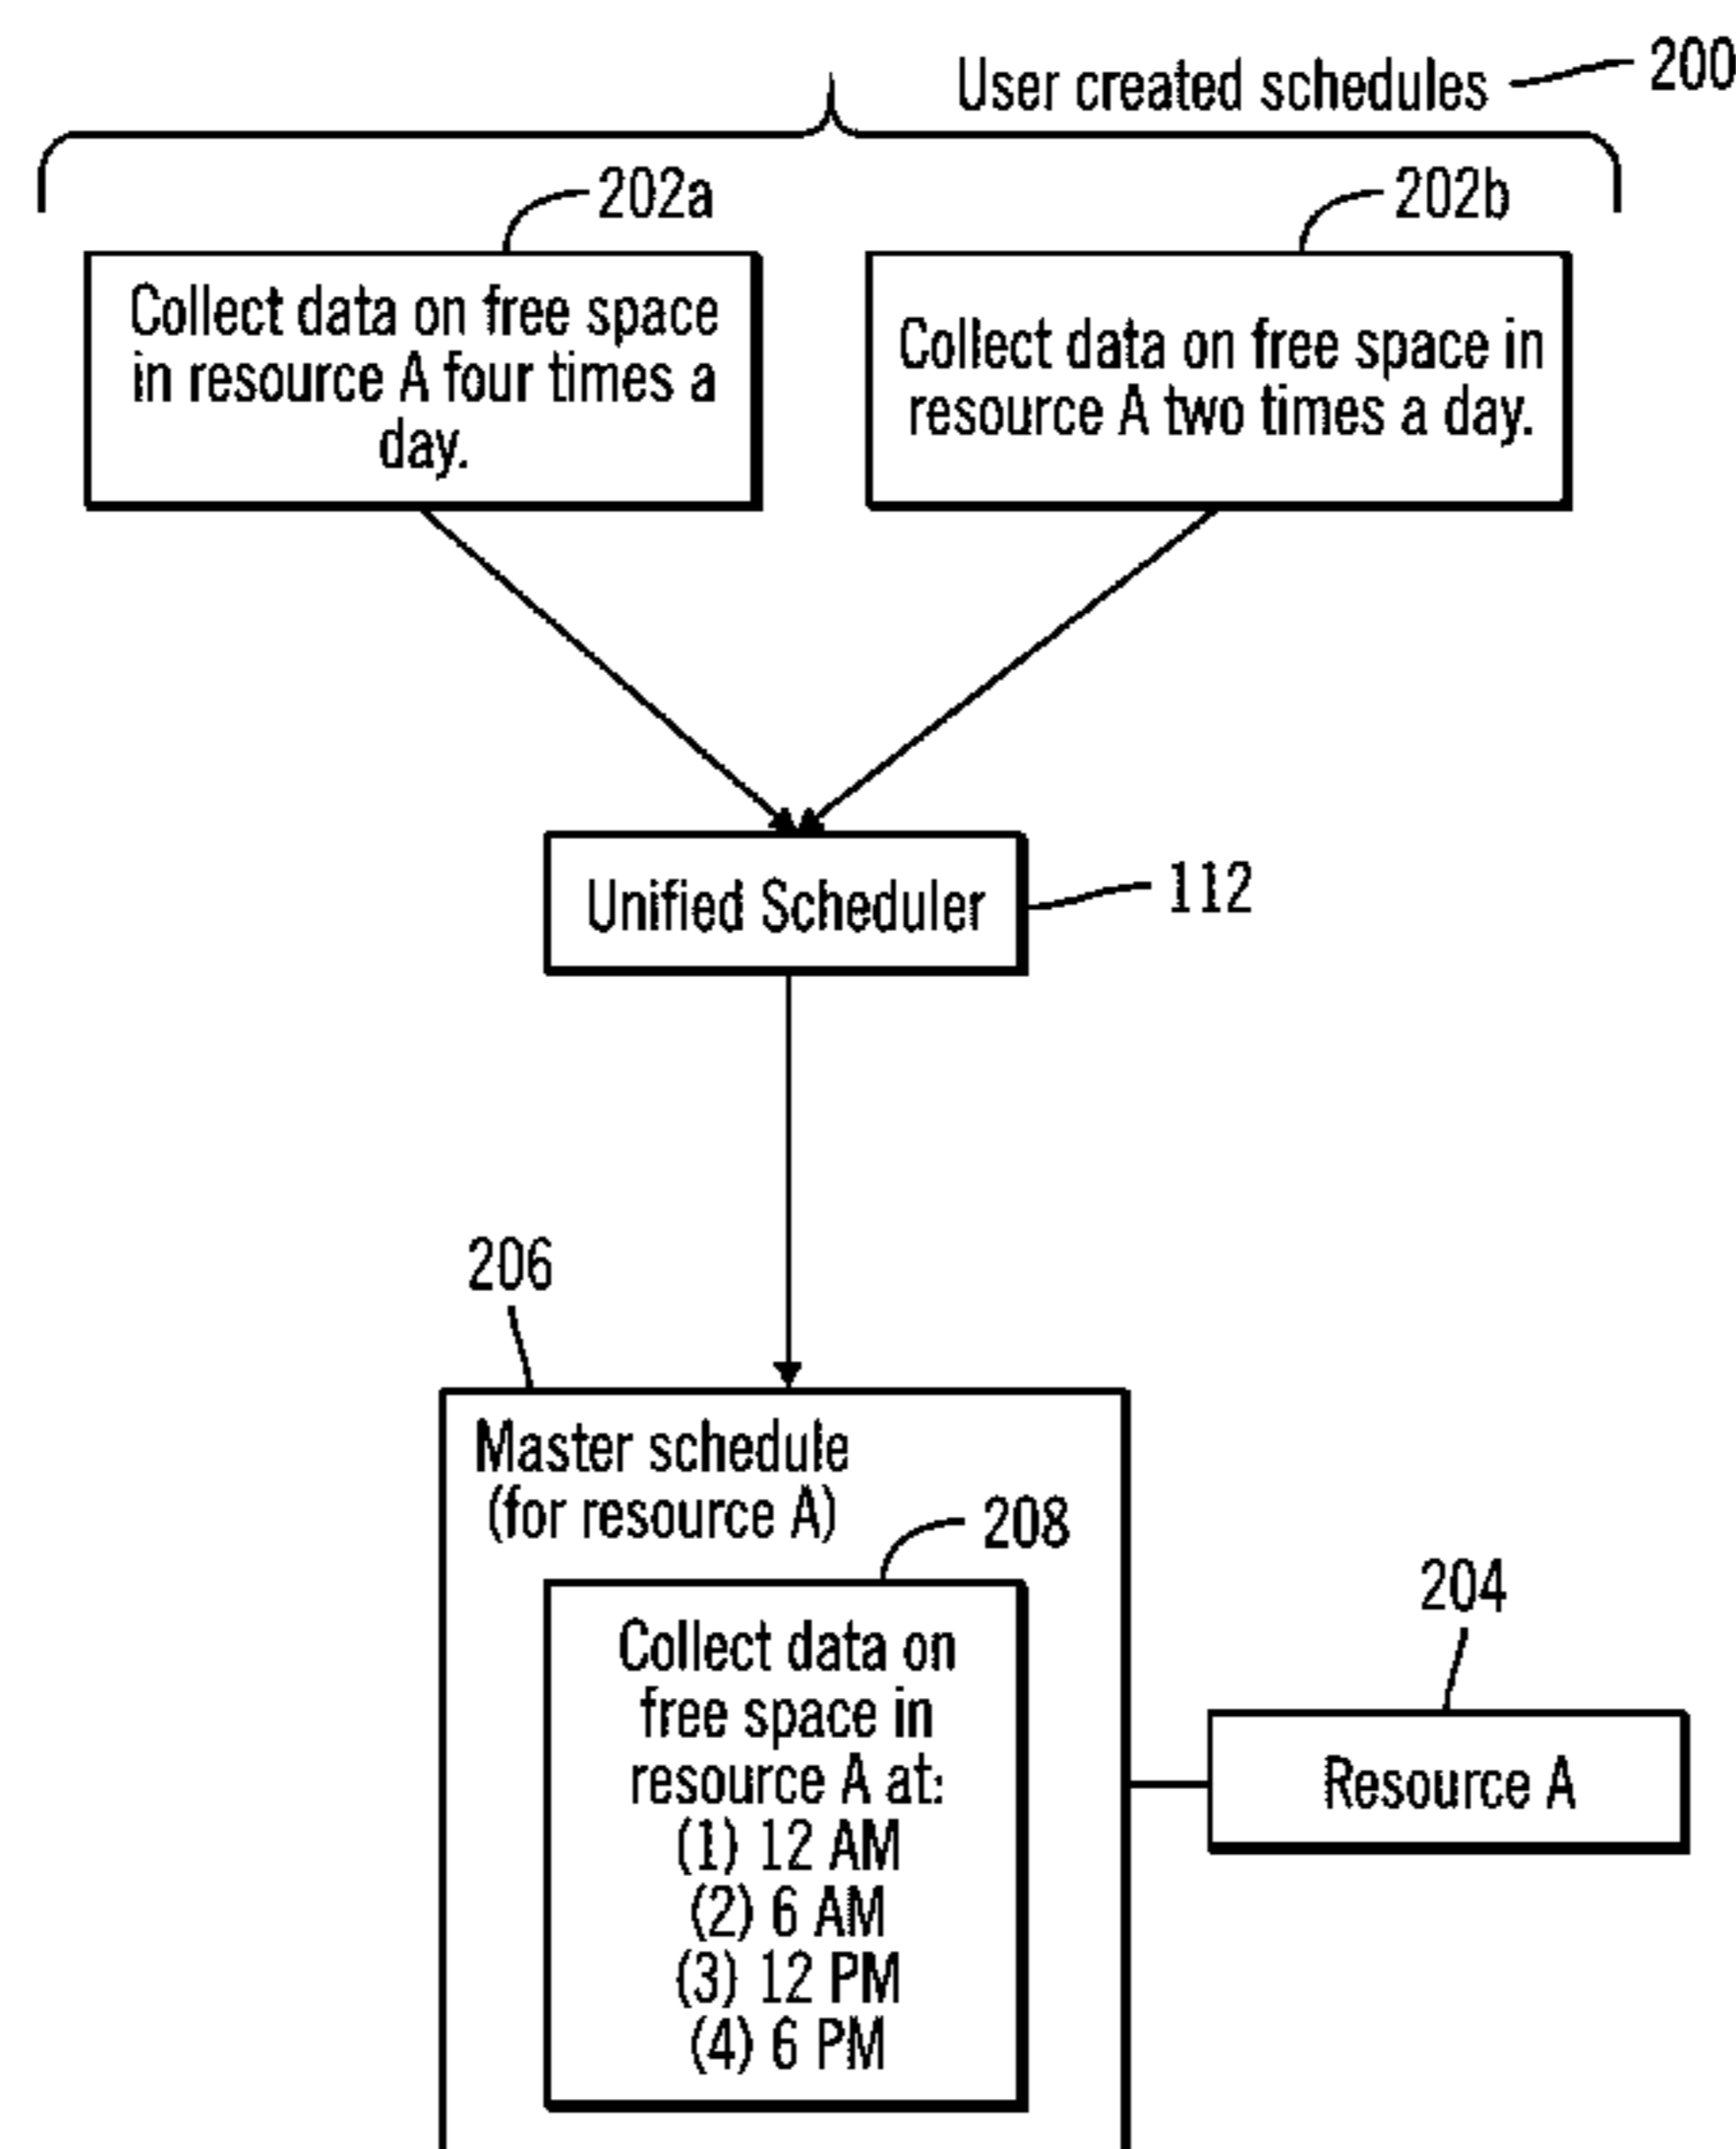 User created schedules
200
202a
202b
Collect data on free space
in resource A four times a
day.
Collect data on free space in
resource A two times a day.
Unified Scheduler
112
206
Master schedule
(for resource A)
208
Collect data on
free space in
resource A at:
(1) 12 AM
(2) 6 AM
(3) 12 PM
(4) 6 PM
204
Resource A